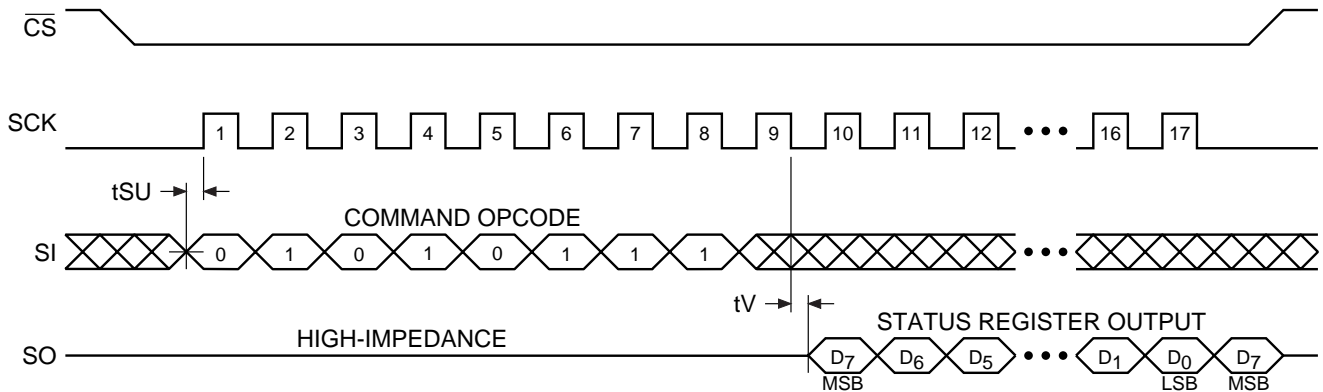 CS
SCK 1 2 3 4 5 6 7 8 9 10 11 12 ••• 16 17
tSU
COMMAND OPCODE
SI 0 1 0 1 0 1 1 1 •••
tV
HIGH-IMPEDANCE STATUS REGISTER OUTPUT
SO D7 D6 D5 ••• D1 D0 D7
MSB LSB MSB